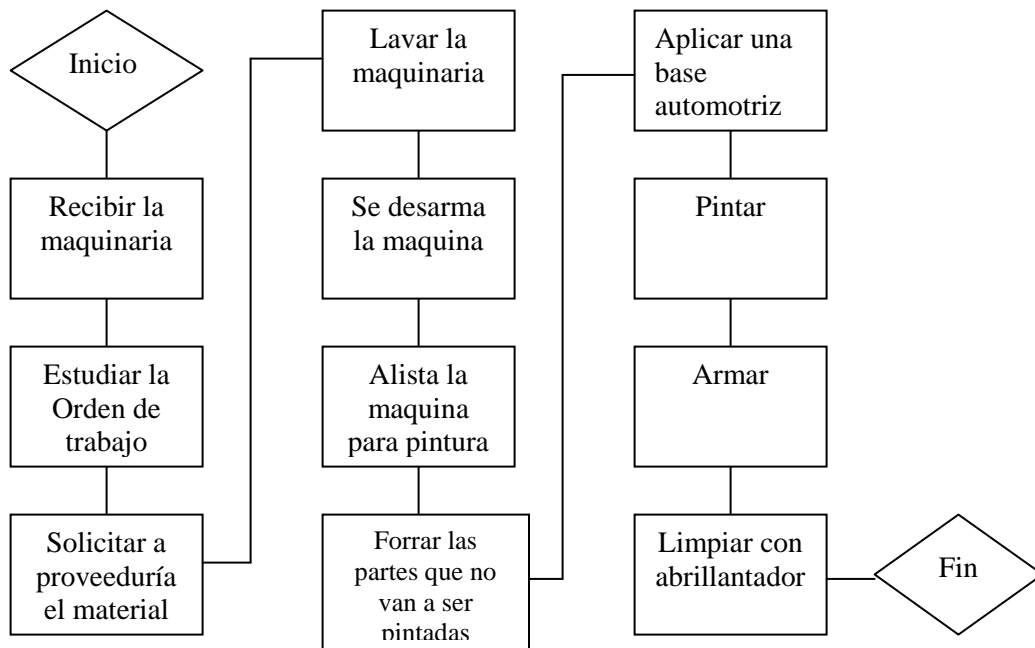 Inicio
Recibir la
maquinaria
Estudiar la
Orden de
trabajo
Solicitar a
proveeduría
el material
Lavar la
maquinaria
Se desarma
la maquina
Alista la
maquina
para pintura
Forrar las
partes que no
van a ser
pintadas
Aplicar una
base
automotriz
Pintar
Armar
Limpiar con
abrillantador
Fin